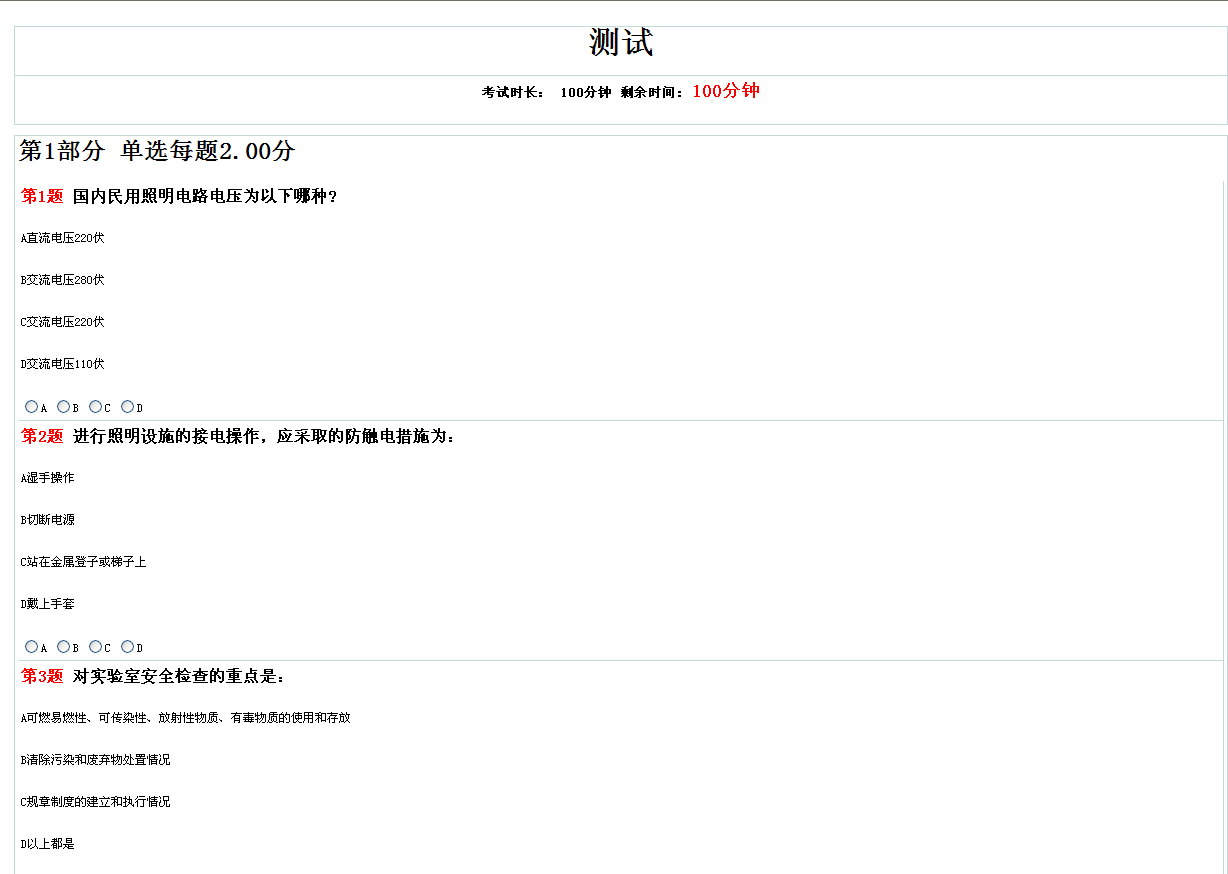 测试
考试时长： 100分钟 剩余时间：100分钟
第1部分 单选每题2.00分
第1题 国内民用照明电路电压为以下哪种?
A直流电压220伏
B交流电压280伏
C交流电压220伏
D交流电压110伏
A B C D
第2题 进行照明设施的接电操作，应采取的防触电措施为：
A湿手操作
B切断电源
C站在金属登子或梯子上
D戴上手套
A B C D
第3题 对实验室安全检查的重点是：
A可燃易燃性、可传染性、放射性物质、有毒物质的使用和存放
B清除污染和废弃物处置情况
C规章制度的建立和执行情况
D以上都是